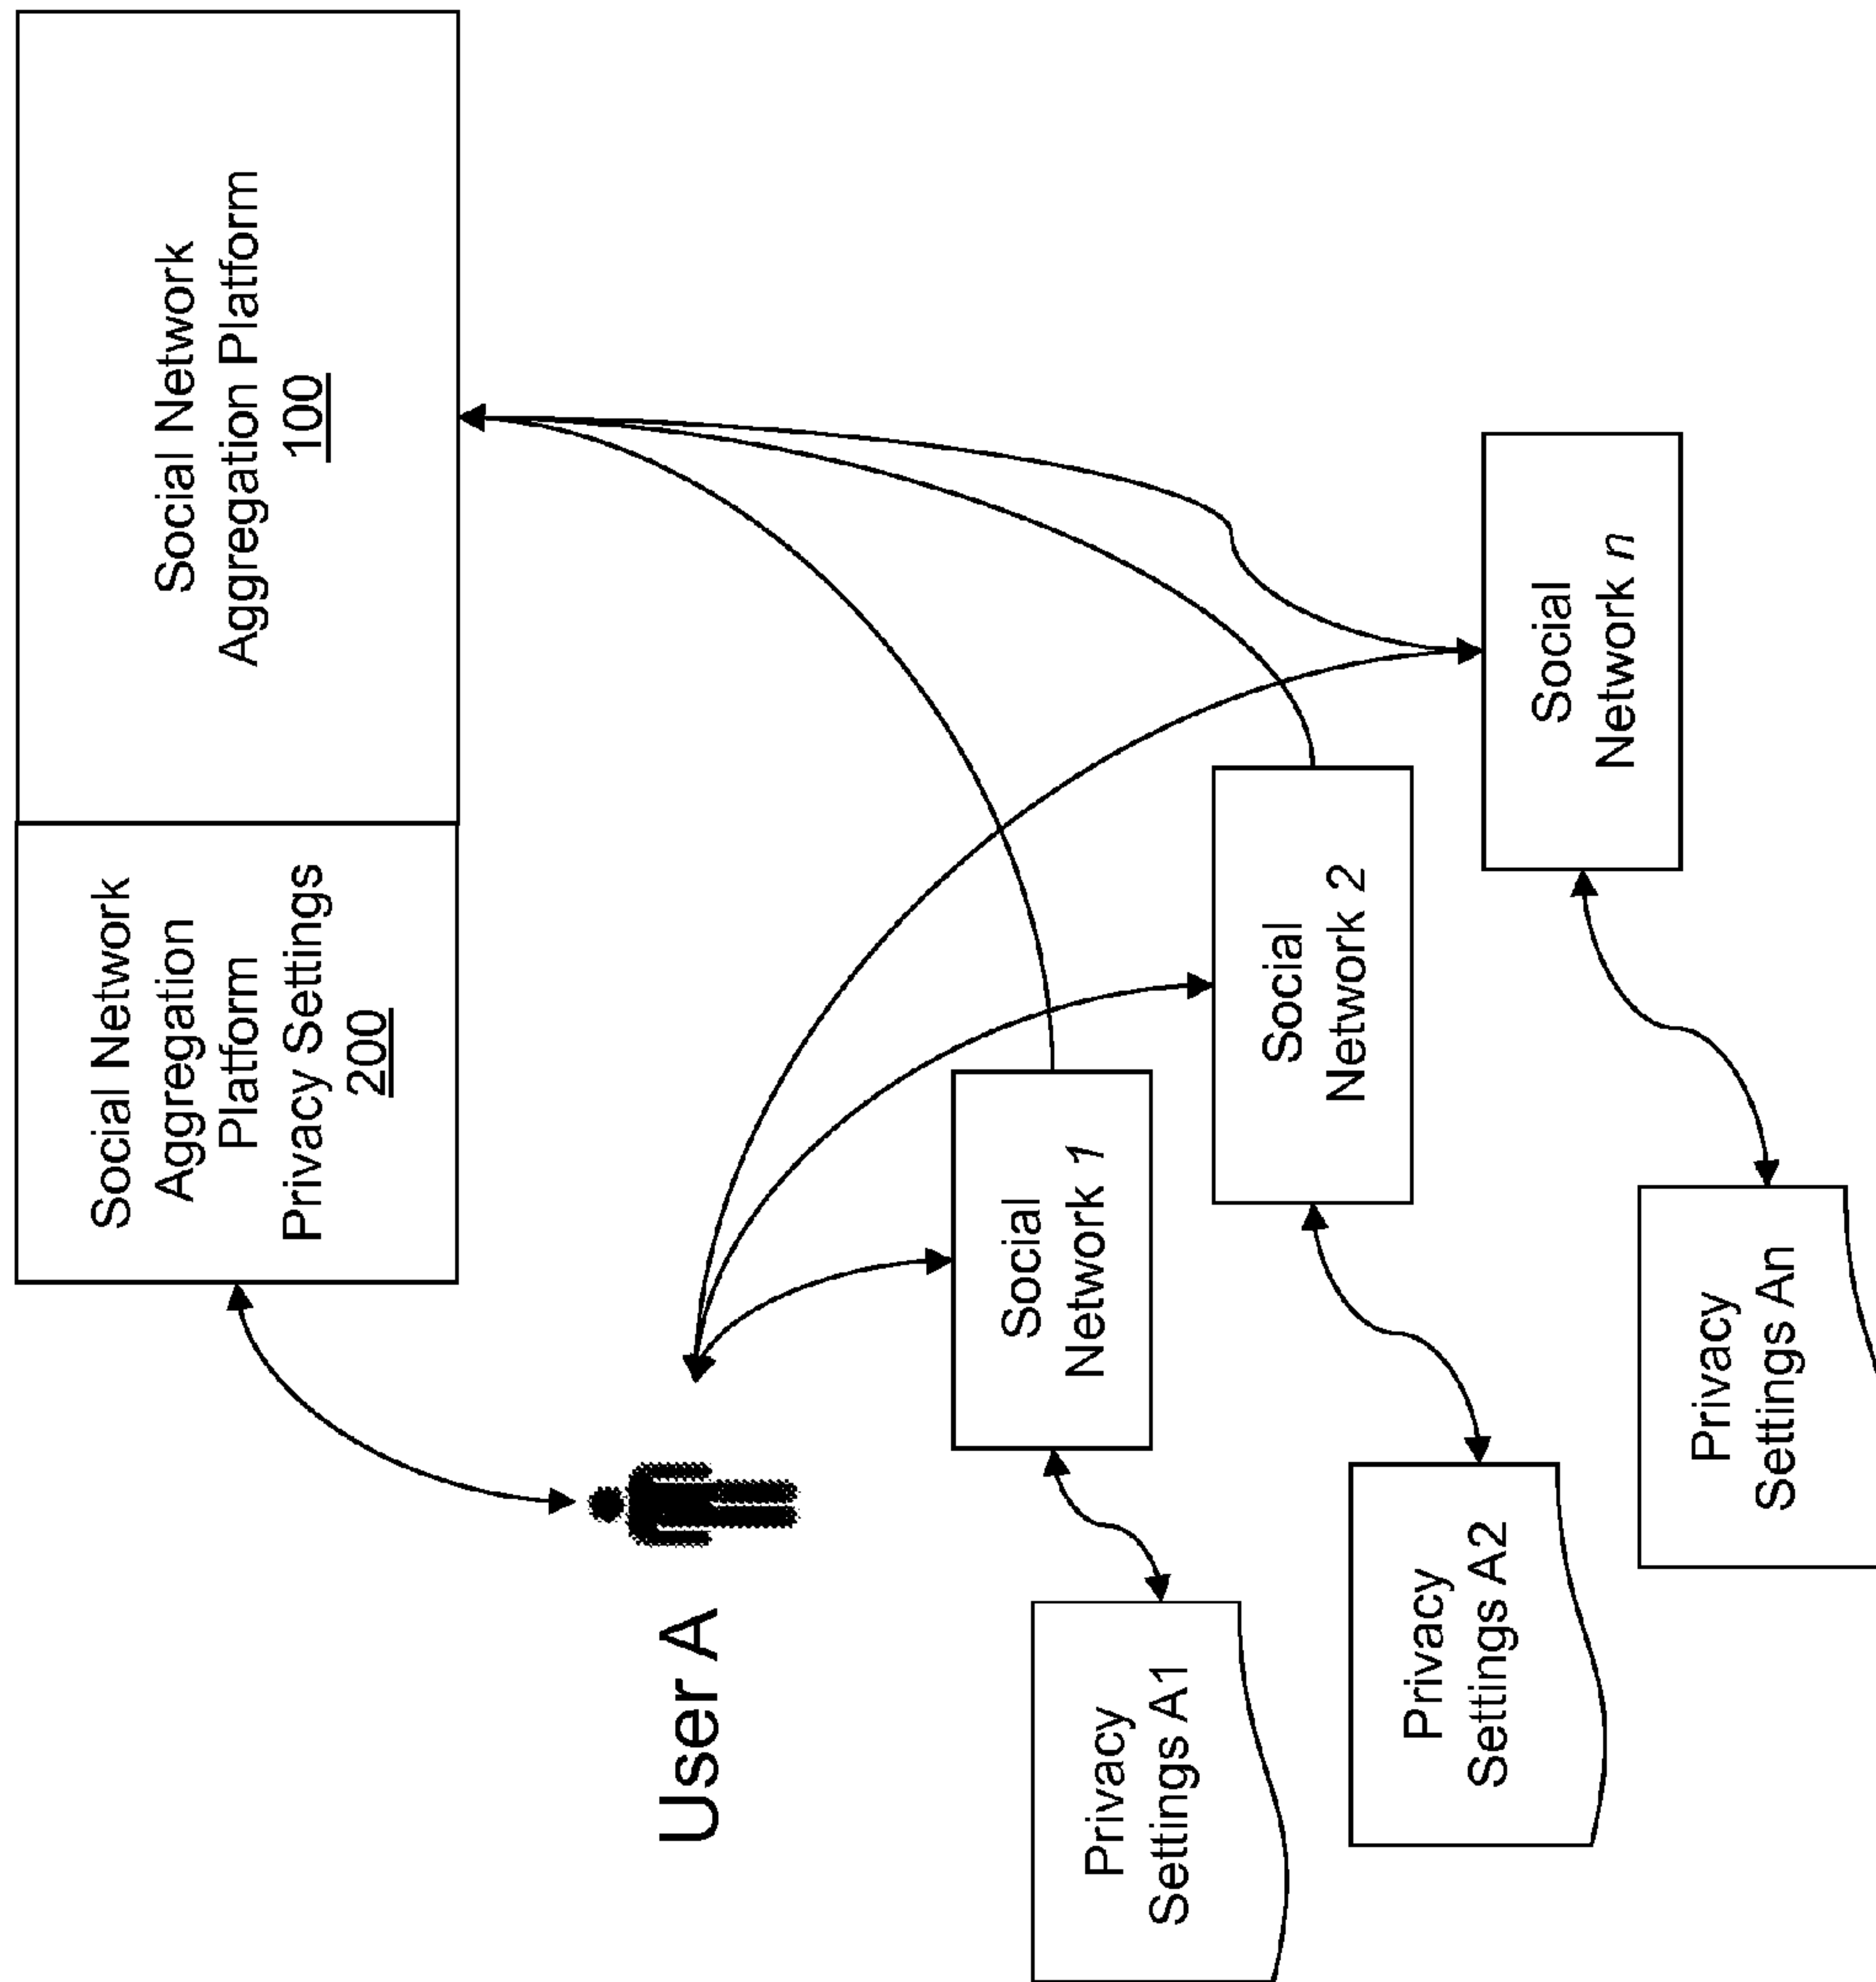 Social Network
Aggregation
Platform
Privacy Settings
200
Social Network
Aggregation Platform
100
User A
Social
Network 1
Social
Network 2
Social
Network n
Privacy
Settings A1
Privacy
Settings A2
Privacy
Settings An